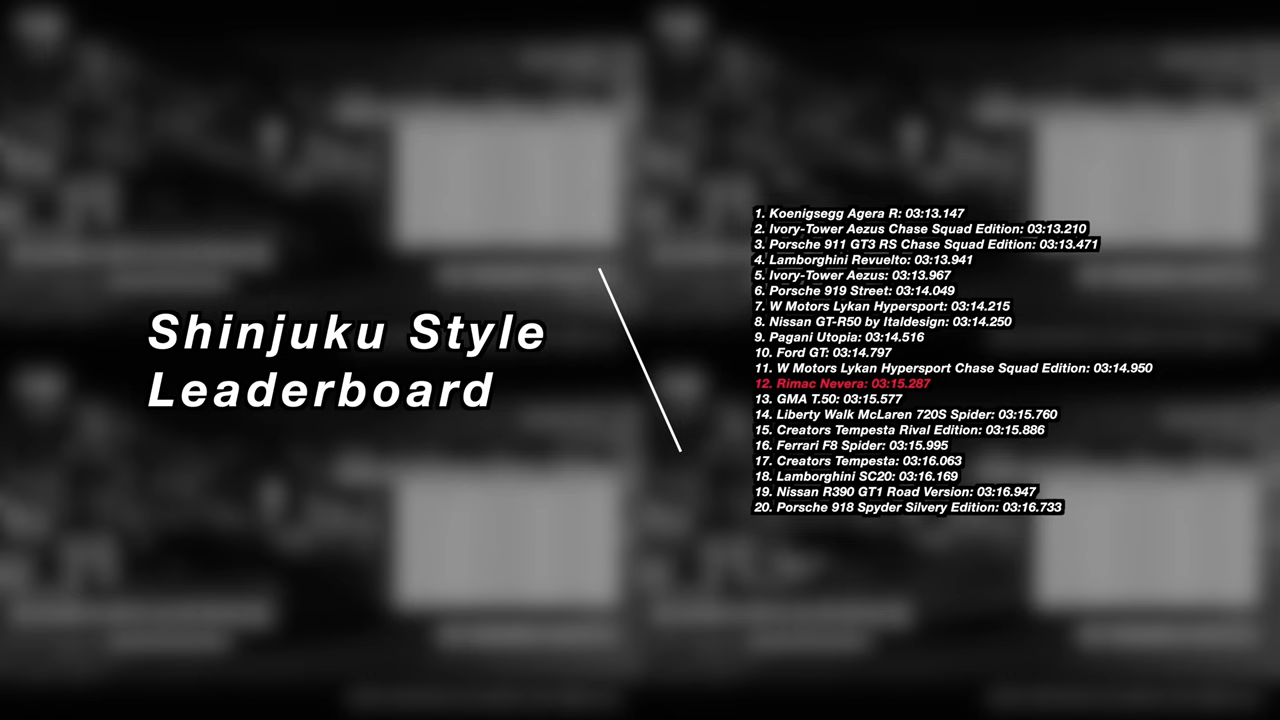 Shinjuku Style
Leaderboard
1. Koenigsegg Agera R: 03:13.147
2. Ivory-Tower Aezus Chase Squad Edition: 03:13.210
3. Porsche 911 GT3 RS Chase Squad Edition: 03:13.471
4. Lamborghini Revuelto: 03:13.941
5. Ivory-Tower Aezus: 03:13.967
6. Porsche 919 Street: 03:14.049
7. W Motors Lykan Hypersport: 03:14.215
8. Nissan GT-R50 by Italdesign: 03:14.250
9. Pagani Utopia: 03:14.516
10. Ford GT: 03:14.797
11. W Motors Lykan Hypersport Chase Squad Edition: 03:14.950
12. Rimac Nevera: 03:15.287
13. GMA T.50: 03:15.577
14. Liberty Walk McLaren 720S Spider: 03:15.760
15. Creators Tempesta Rival Edition: 03:15.886
16. Ferrari F8 Spider: 03:15.995
17. Creators Tempesta: 03:16.063
18. Lamborghini SC20: 03:16.169
19. Nissan R390 GT1 Road Version: 03:16.947
20. Porsche 918 Spyder Silvery Edition: 03:16.733